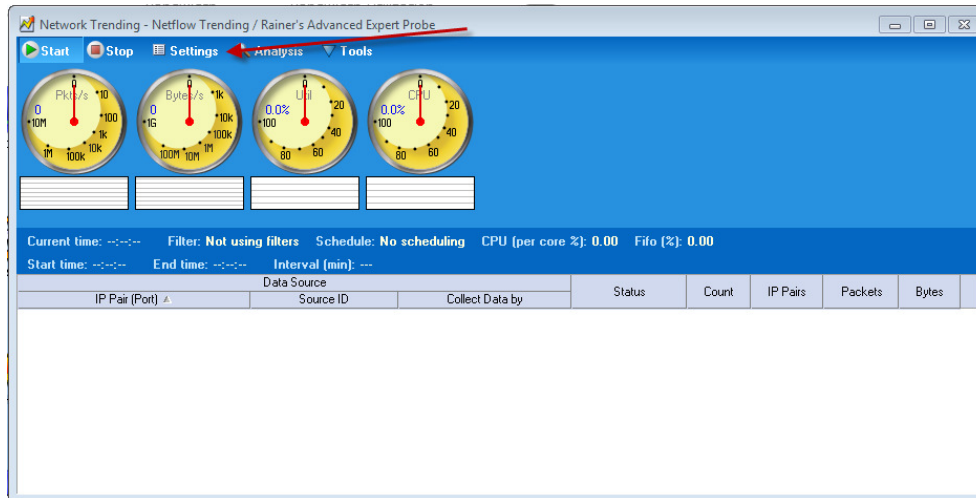 Network Trending - Netflow Trending / Rainer's Advanced Expert Probe
Start Stop Settings Analysis Tools
Pkts/s 0 0 10 100 1k 10k 100k 1M 10M
Bytes/s 0 0 1k 10k 100k 1M 10M 100M 1G
Util 0.0% 0 20 40 60 80 100
CPU 0.0% 0 20 40 60 80 100
Current time: --:--:-- Filter: Not using filters Schedule: No scheduling CPU (per core %): 0.00 Fifo (%): 0.00
Start time: --:--:-- End time: --:--:-- Interval (min): ---
Data Source
IP Pair (Port) Source ID Collect Data by Status Count IP Pairs Packets Bytes